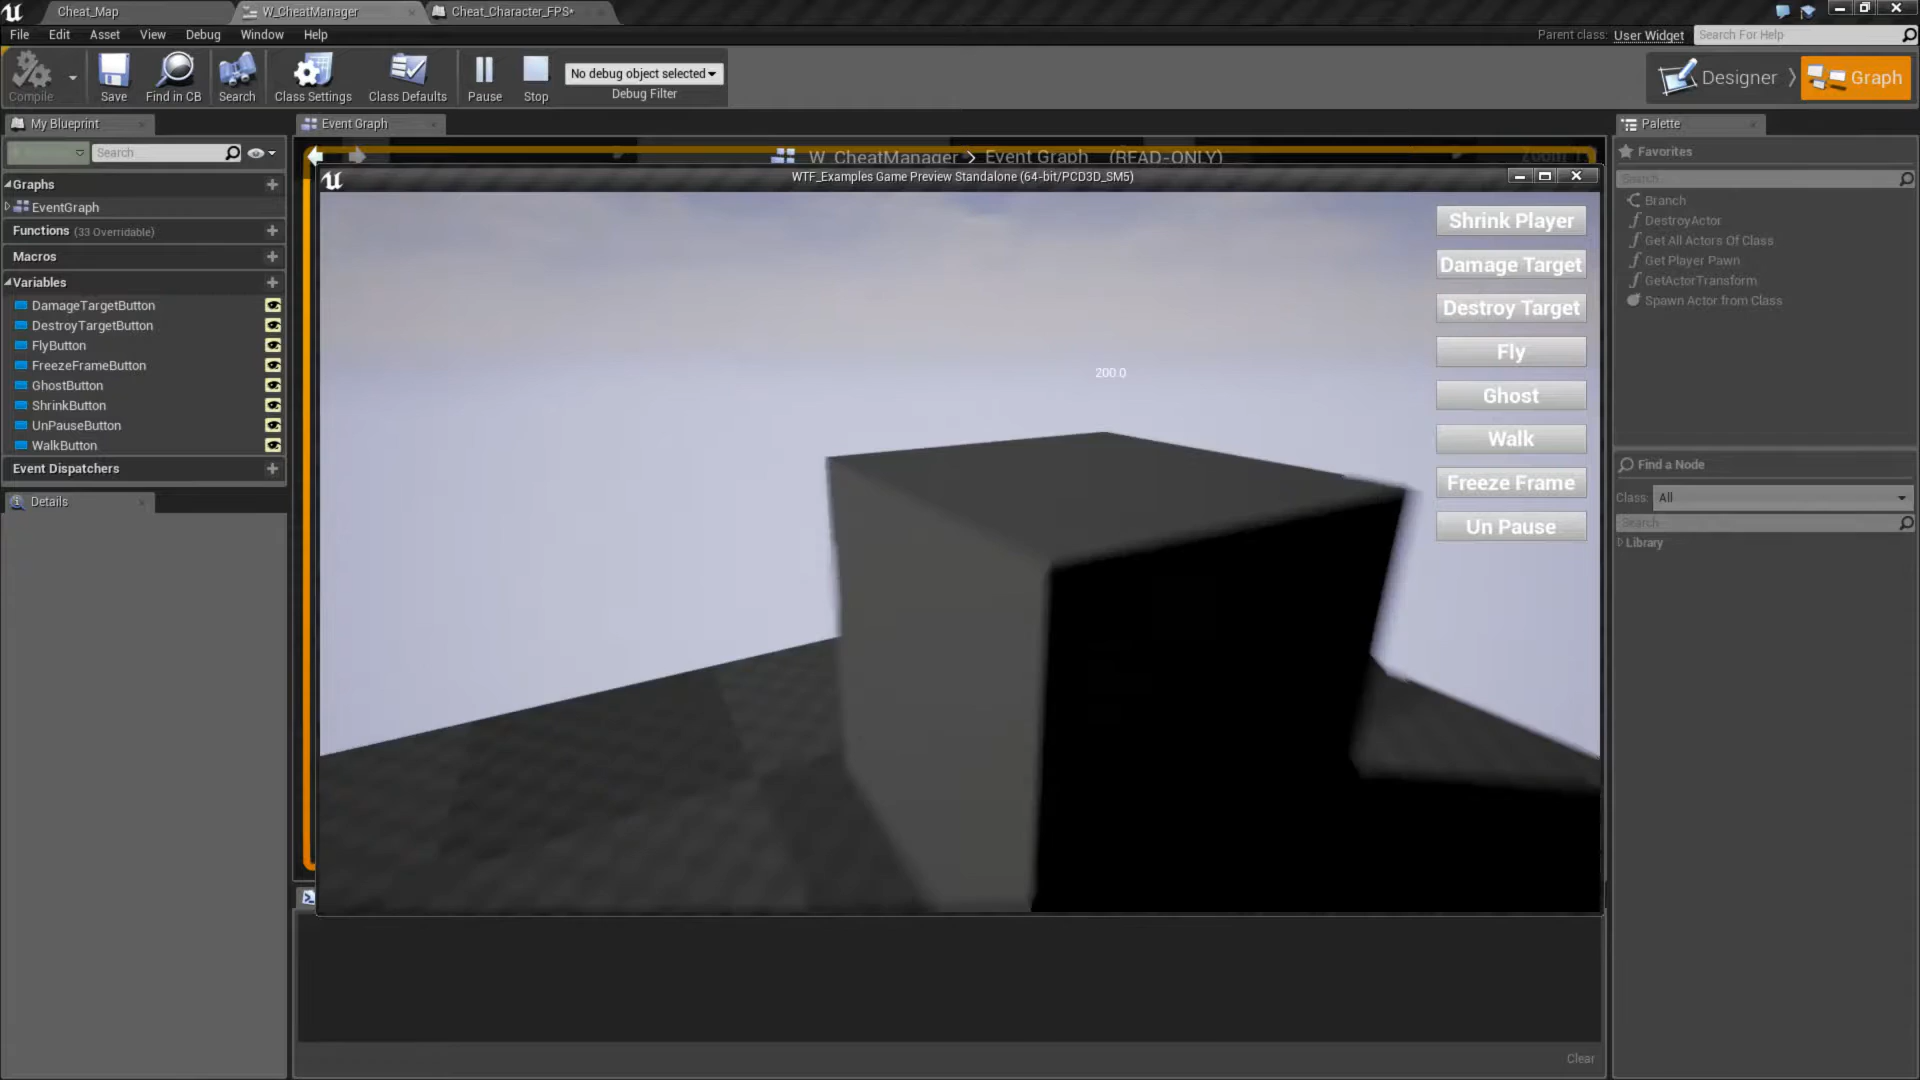 Cheat_Map
W_CheatManager
Cheat_Character_FPS*
File Edit Asset View Debug Window Help
Parent class: User Widget
Search For Help
Compile
Save
Find in CB
Search
Class Settings
Class Defaults
Pause
Stop
No debug object selected
Debug Filter
Designer
Graph
My Blueprint
Search
Graphs
EventGraph
Functions (33 Overridable)
Macros
Variables
DamageTargetButton
DestroyTargetButton
FlyButton
FreezeFrameButton
GhostButton
ShrinkButton
UnPauseButton
WalkButton
Event Dispatchers
Details
Event Graph
W_CheatManager > Event Graph (READ-ONLY)
WTF_Examples Game Preview Standalone (64-bit/PCD3D_SM5)
200.0
Shrink Player
Damage Target
Destroy Target
Fly
Ghost
Walk
Freeze Frame
Un Pause
Clear
Palette
Favorites
Search
Branch
DestroyActor
Get All Actors Of Class
Get Player Pawn
GetActorTransform
Spawn Actor from Class
Find a Node
Class: All
Search
Library